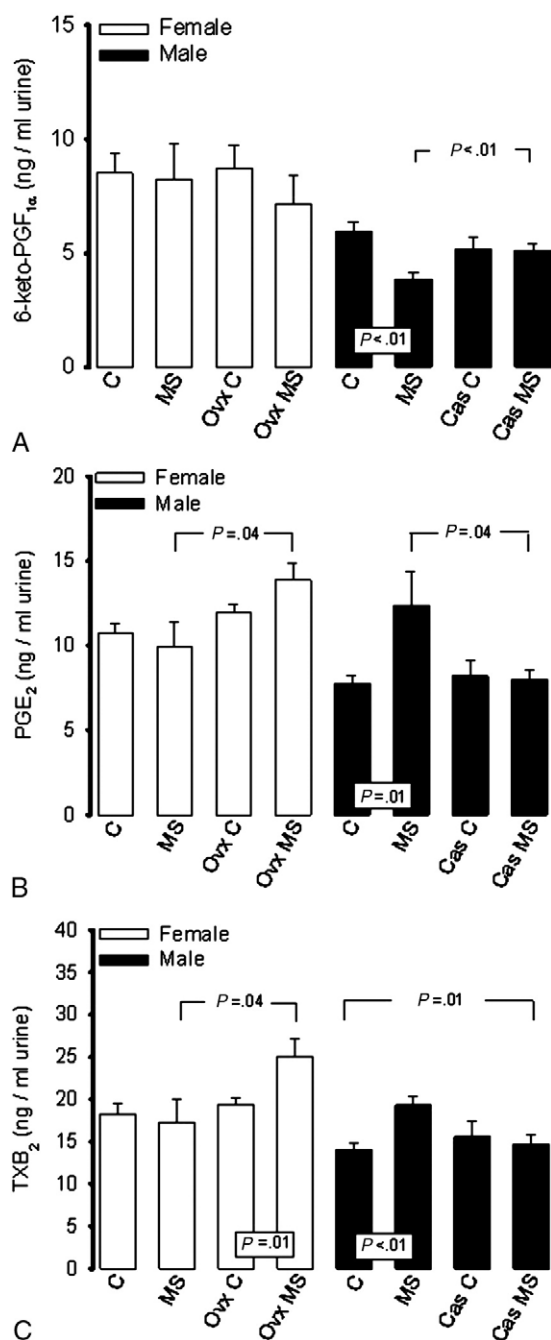 15
Female
Male
6-keto-PGF1α (ng / ml urine)
10
P<.01
5
P<.01
0
C
MS
Ovx C
Ovx MS
C
MS
Cas C
Cas MS
A
20
Female
Male
PGE2 (ng / ml urine)
P=.04
P=.04
15
10
5
P=.01
0
C
MS
Ovx C
Ovx MS
C
MS
Cas C
Cas MS
B
40
Female
Male
35
TXB2 (ng / ml urine)
30
P=.04
P=.01
25
20
15
10
5
P=.01
P<.01
0
C
MS
Ovx C
Ovx MS
C
MS
Cas C
Cas MS
C